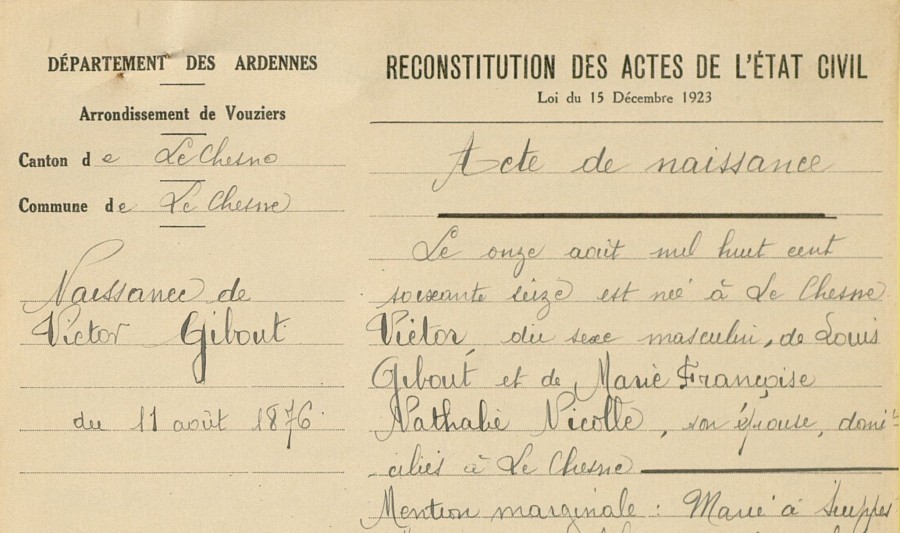 DÉPARTEMENT DES ARDENNES
Arrondissement de Vouziers
Canton de Le Chesne
Commune de Le Chesne
Naissance de
Victor Gibout
du 11 août 1876
RECONSTITUTION DES ACTES DE L'ÉTAT CIVIL
Loi du 15 Décembre 1923
Acte de naissance
Le onze août mil huit cent
soixante seize est né à Le Chesne
Victor, du sexe masculin, de Louis
Gibout et de Marie Françoise
Nathalie Nicolle, son épouse, domi-
ciliés à Le Chesne
Mention marginale : Marié à Suippes